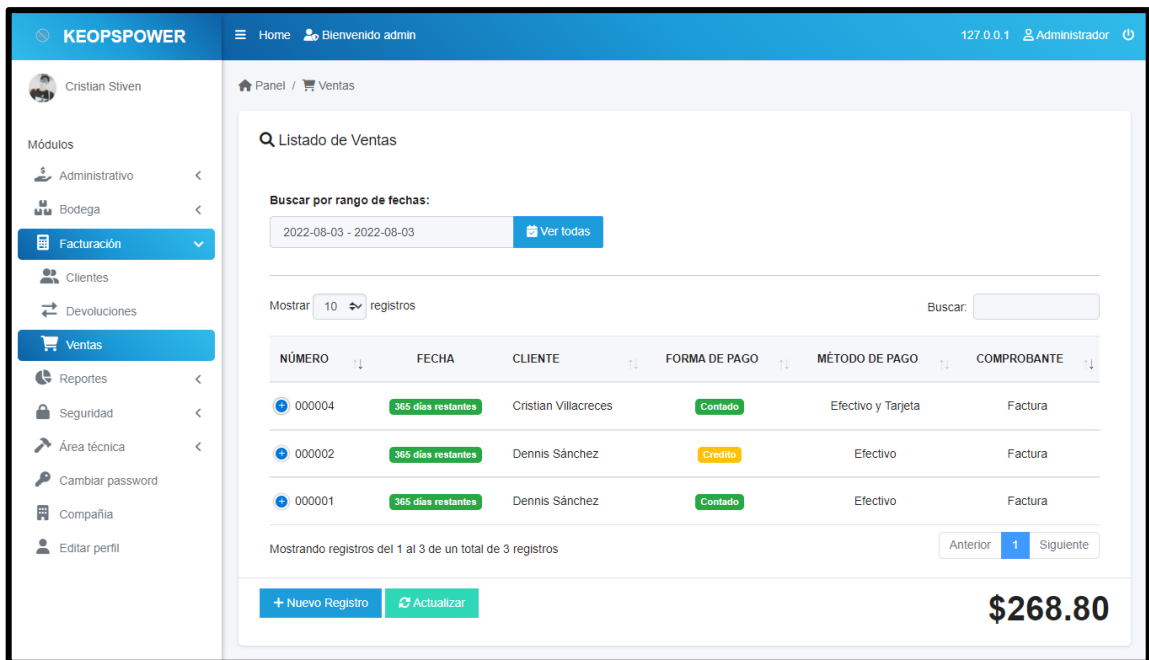 KEOPSPOWER
Home Bienvenido admin
127.0.0.1 Administrador
Cristian Stiven
Módulos
Administrativo
Bodega
Facturación
Clientes
Devoluciones
Ventas
Reportes
Seguridad
Área técnica
Cambiar password
Compañia
Editar perfil
Panel / Ventas
Listado de Ventas
Buscar por rango de fechas:
2022-08-03 - 2022-08-03 Ver todas
Mostrar 10 registros Buscar:
NÚMERO FECHA CLIENTE FORMA DE PAGO MÉTODO DE PAGO COMPROBANTE
000004 365 días restantes Cristian Villacreces Contado Efectivo y Tarjeta Factura
000002 365 días restantes Dennis Sánchez Credito Efectivo Factura
000001 365 días restantes Dennis Sánchez Contado Efectivo Factura
Mostrando registros del 1 al 3 de un total de 3 registros Anterior 1 Siguiente
+ Nuevo Registro Actualizar $268.80